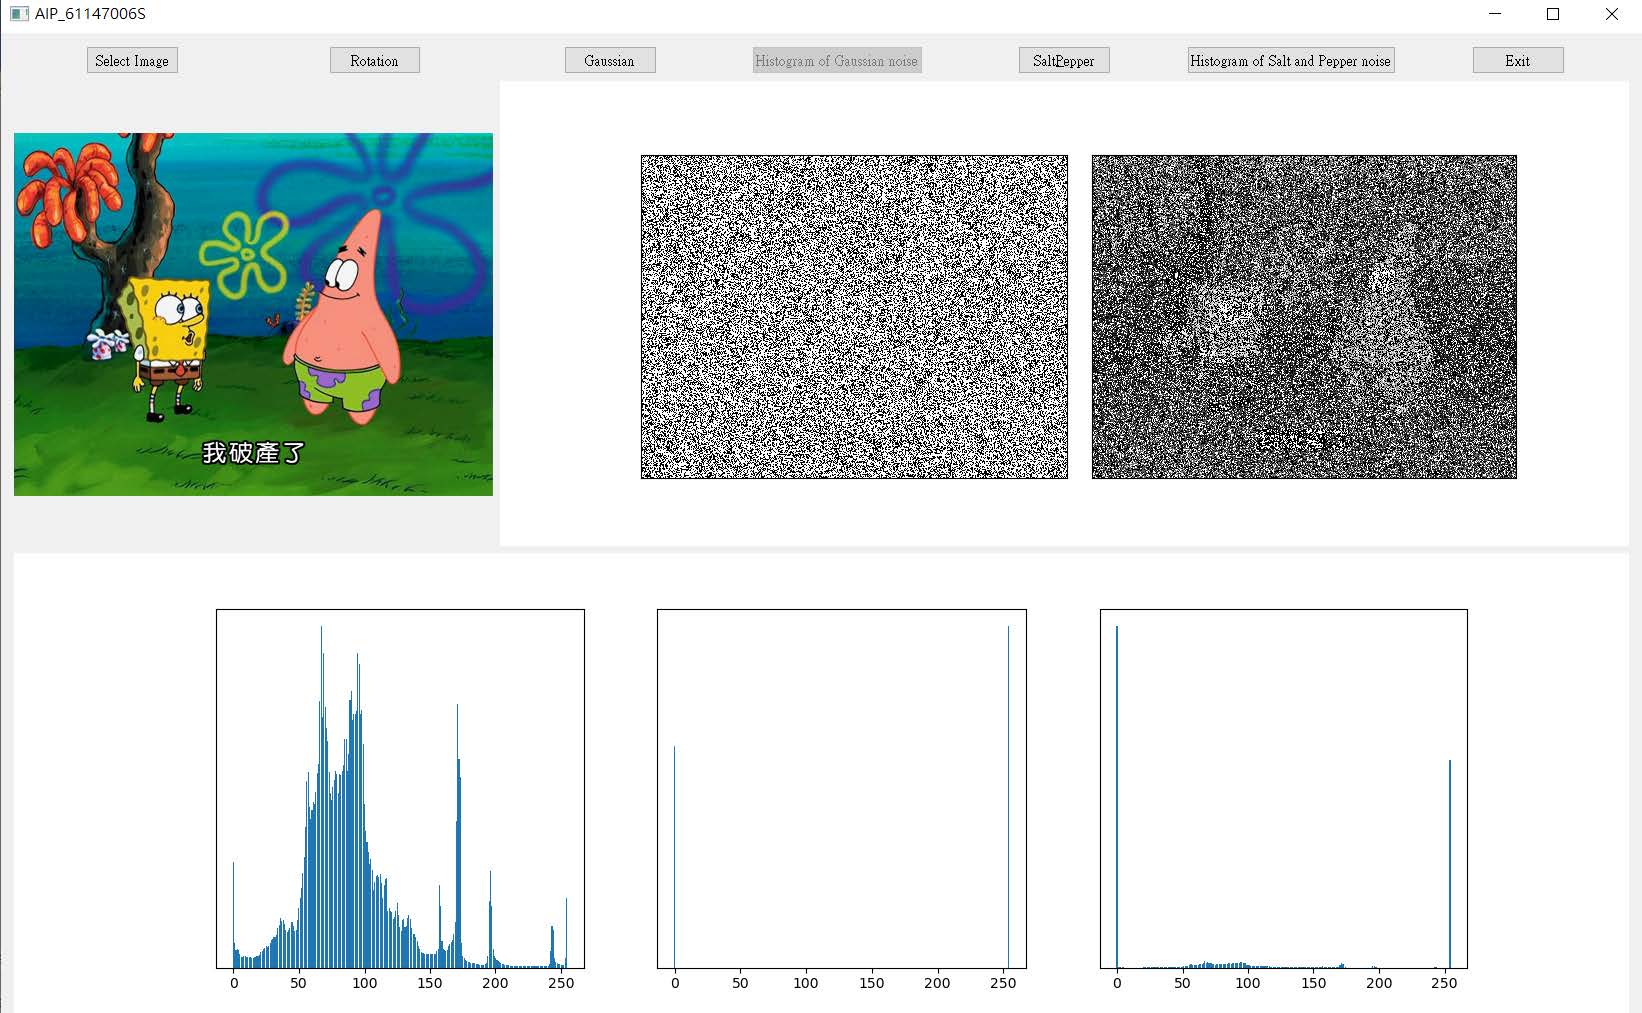 AIP_61147006S
Select Image
Rotation
Gaussian
Histogram of Gaussian noise
SaltPepper
Histogram of Salt and Pepper noise
Exit
我破產了
0 50 100 150 200 250
0 50 100 150 200 250
0 50 100 150 200 250